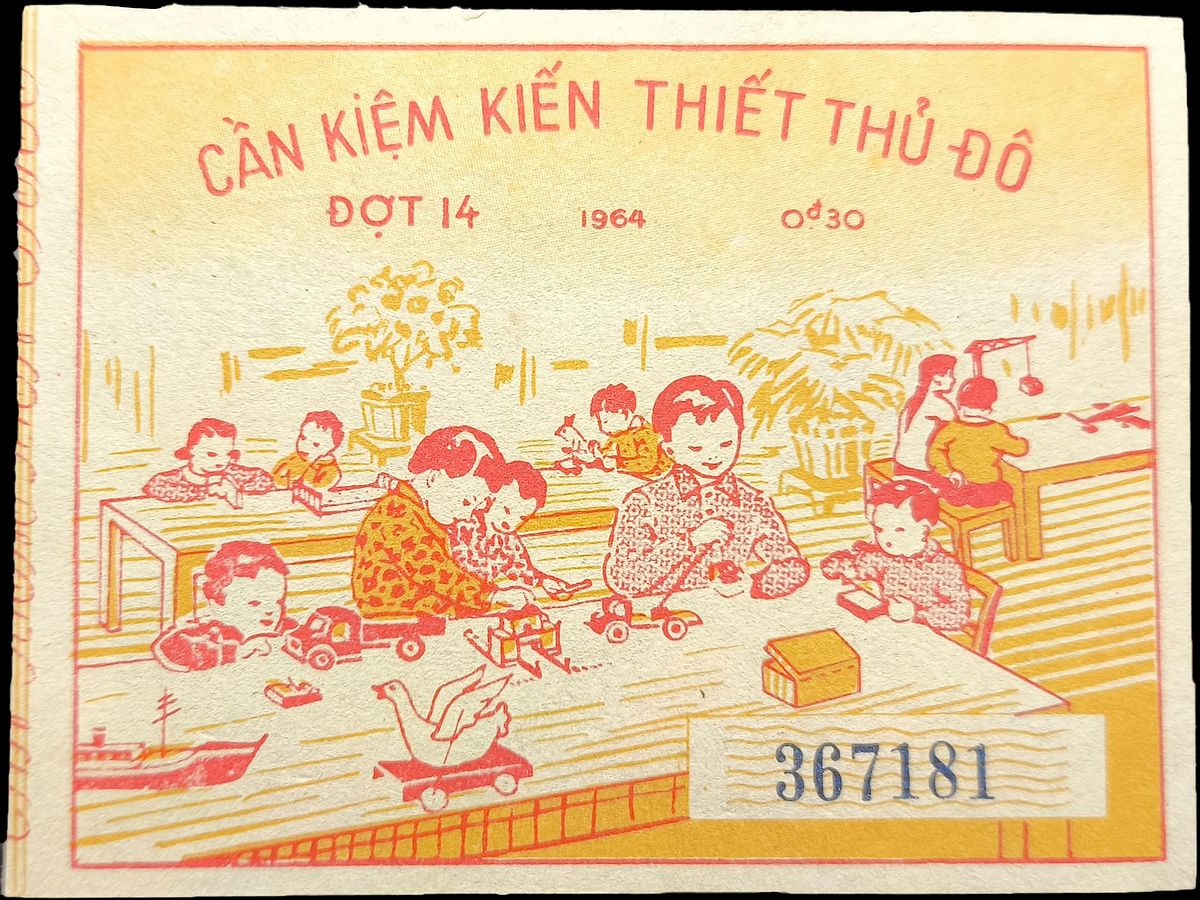 CẦN KIỆM KIẾN THIẾT THỦ ĐÔ
ĐỢT 14 1964 0đ30
367181